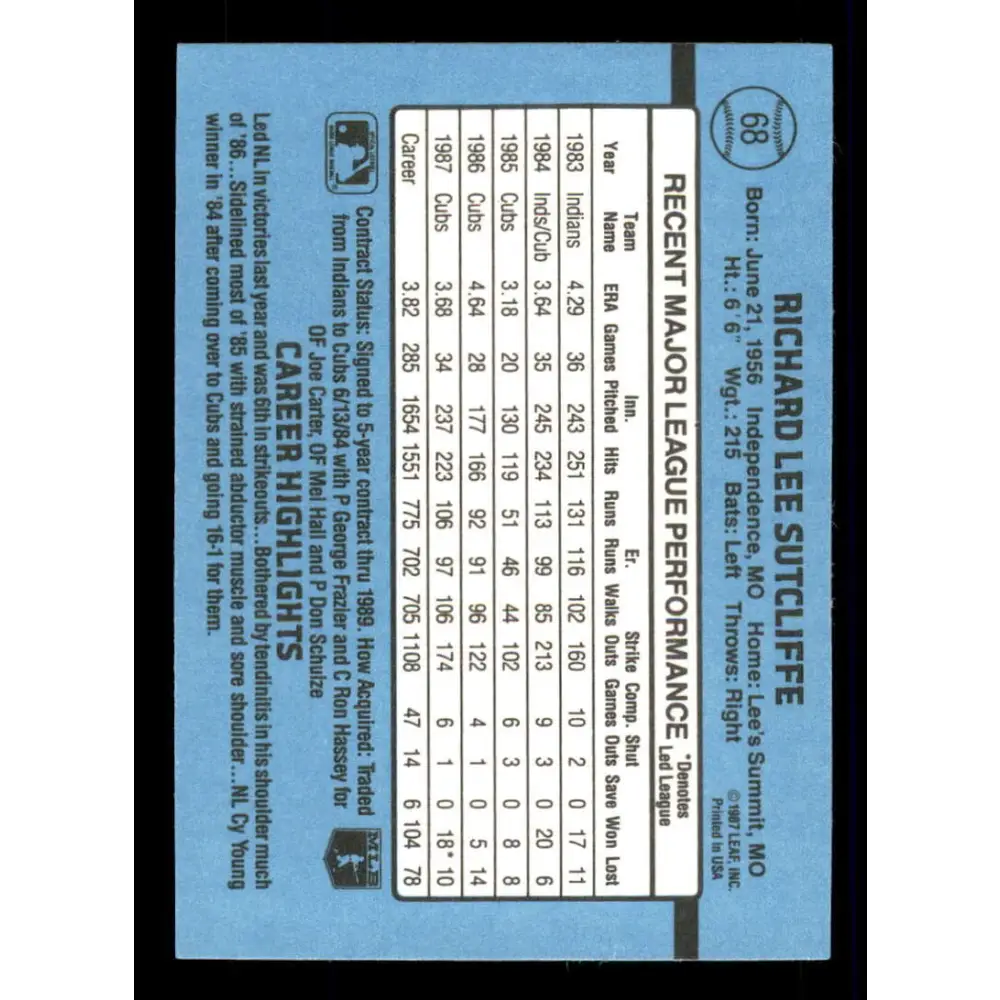 68
RICHARD LEE SUTCLIFFE
Born: June 21, 1956 Independence, MO Home: Lee's Summit, MO
Ht.: 6'6" Wgt.: 215 Bats: Left Throws: Right
© 1987 LEAF, INC.
Printed in USA
RECENT MAJOR LEAGUE PERFORMANCE *Denotes Led League
Team Inn. Er. Strike Comp. Shut
Year Name ERA Games Pitched Hits Runs Runs Walks Outs Games Outs Save Won Lost
1983 Indians 4.29 36 243 251 131 116 102 160 10 2 0 17 11
1984 Inds/Cub 3.64 35 245 234 113 99 85 213 9 3 0 20 6
1985 Cubs 3.18 20 130 119 51 46 44 102 6 3 0 8 8
1986 Cubs 4.64 28 177 166 92 91 96 122 4 1 0 5 14
1987 Cubs 3.68 34 237 223 106 97 106 174 6 1 0 18* 10
Career 3.82 285 1654 1551 775 702 705 1108 47 14 6 104 78
Contract Status: Signed to 5-year contract thru 1989. How Acquired: Traded
from Indians to Cubs 6/13/84 with P George Frazier and C Ron Hassey for
OF Joe Carter, OF Mel Hall and P Don Schulze
MLB
CAREER HIGHLIGHTS
Led NL in victories last year and was 6th in strikeouts...Bothered by tendinitis in his shoulder much
of '86...Sidelined most of '85 with strained abductor muscle and sore shoulder...NL Cy Young
winner in '84 after coming over to Cubs and going 16-1 for them.